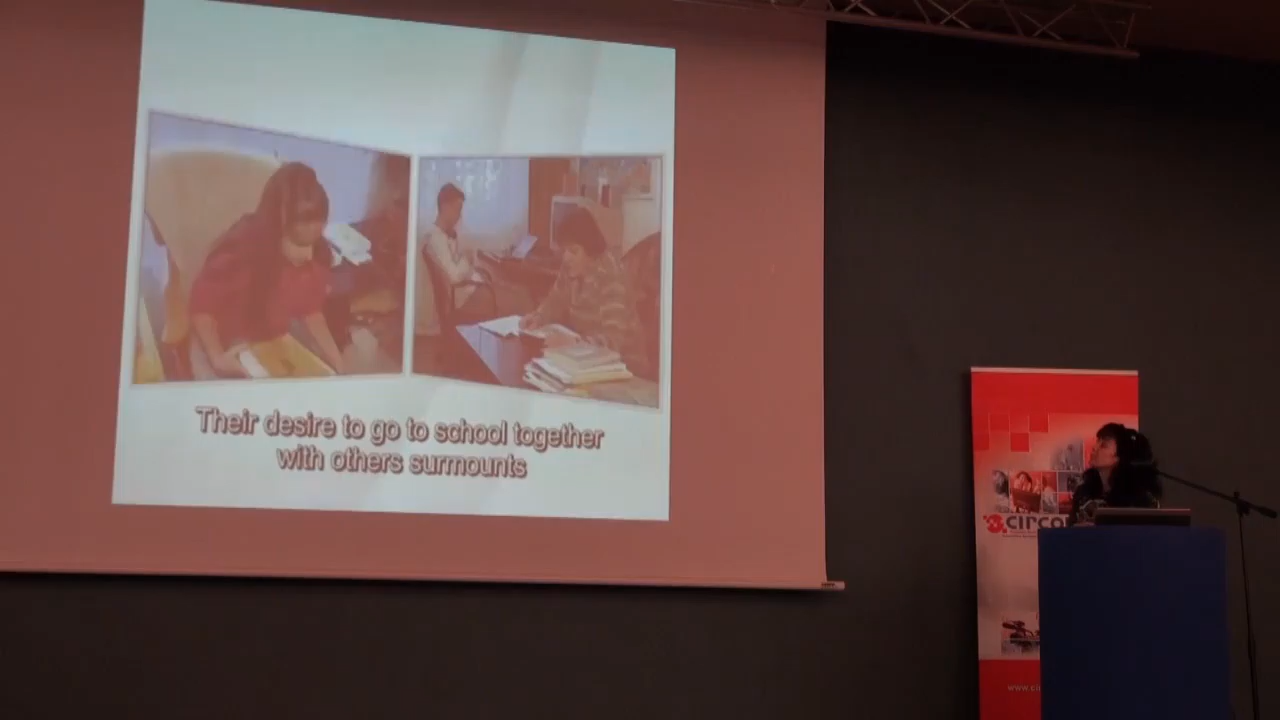 Their desire to go to school together
with others surmounts